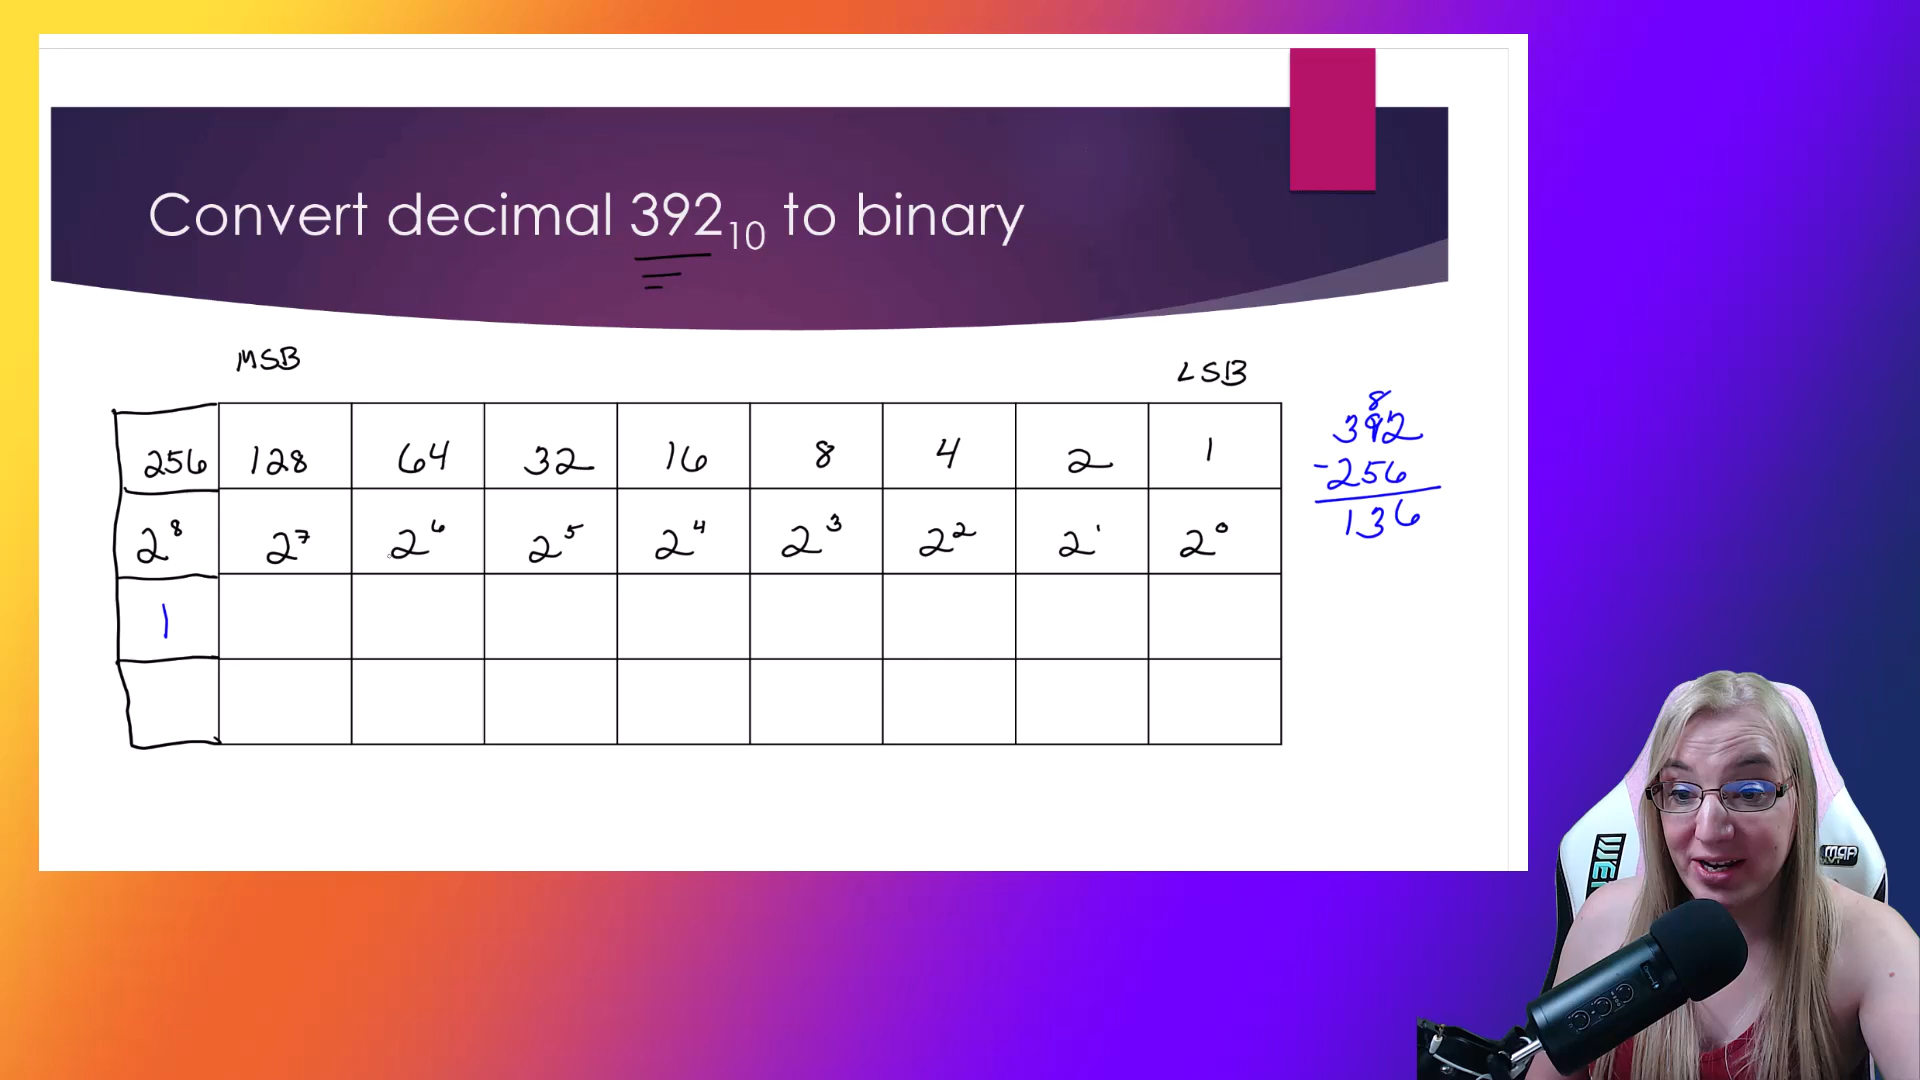 Convert decimal 392₁₀ to binary
MSB
LSB
256 128 64 32 16 8 4 2 1
2⁸ 2⁷ 2⁶ 2⁵ 2⁴ 2³ 2² 2¹ 2⁰
1
8
392
-256
136
MAP